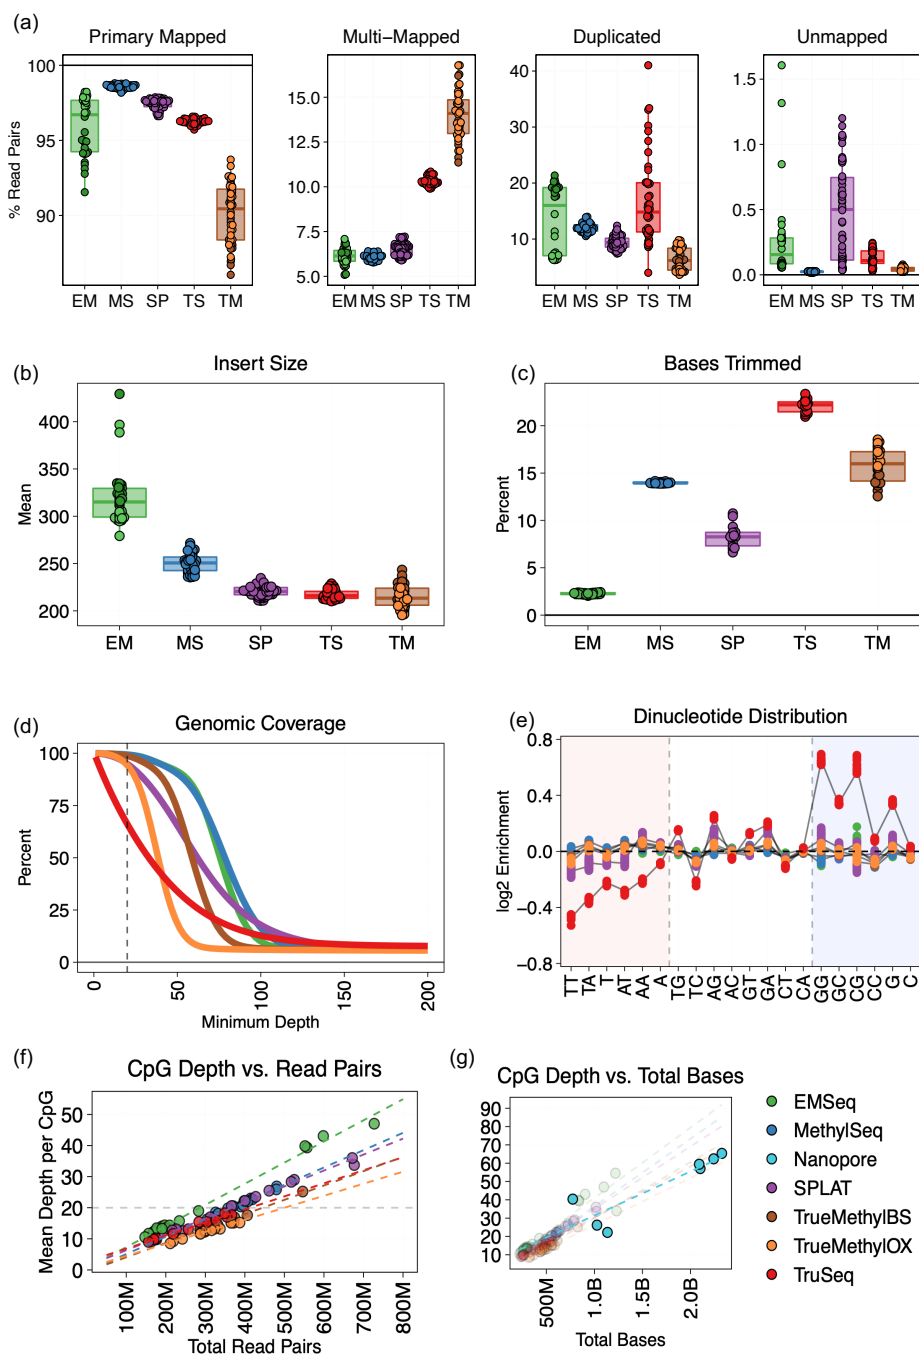 (a)
Primary Mapped
Multi−Mapped
Duplicated
Unmapped
% Read Pairs
100
95
90
EM MS SP TS TM
15.0
12.5
10.0
7.5
5.0
EM MS SP TS TM
40
30
20
10
EM MS SP TS TM
1.5
1.0
0.5
0.0
EM MS SP TS TM
(b)
Insert Size
Mean
400
350
300
250
200
EM MS SP TS TM
(c)
Bases Trimmed
Percent
20
15
10
5
0
EM MS SP TS TM
(d)
Genomic Coverage
Percent
100
75
50
25
0
0 50 100 150 200
Minimum Depth
(e)
Dinucleotide Distribution
log2 Enrichment
0.8
0.4
0.0
−0.4
−0.8
TT TA T AT AA A TG TC AG AC GT GA CT CA GG GC CG CC G C
(f)
CpG Depth vs. Read Pairs
Mean Depth per CpG
50
40
30
20
10
0
100M 200M 300M 400M 500M 600M 700M 800M
Total Read Pairs
(g)
CpG Depth vs. Total Bases
90
80
70
60
50
40
30
20
10
500M 1.0B 1.5B 2.0B
Total Bases
EMSeq
MethylSeq
Nanopore
SPLAT
TrueMethylBS
TrueMethylOX
TruSeq